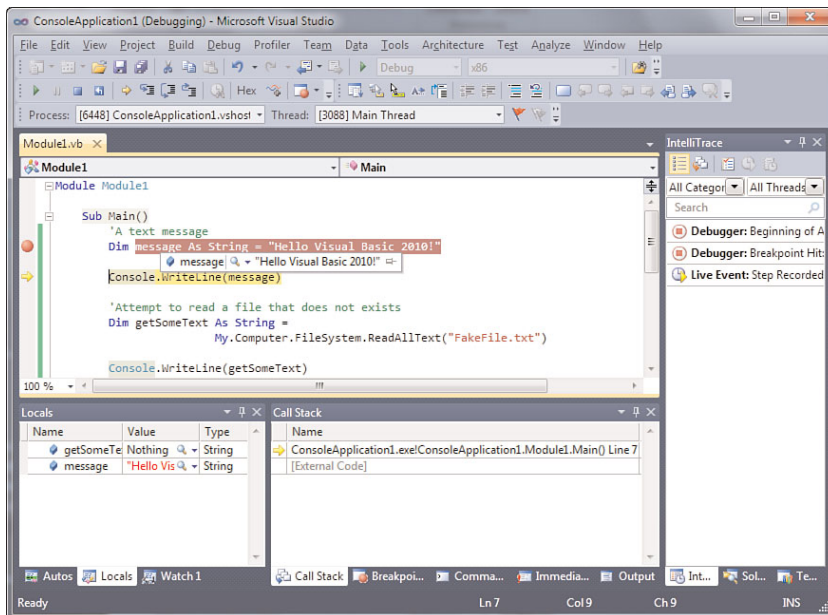 ConsoleApplication1 (Debugging) - Microsoft Visual Studio
File Edit View Project Build Debug Profiler Team Data Tools Architecture Test Analyze Window Help
Debug x86
Hex
Process: [6448] ConsoleApplication1.vshost Thread: [3088] Main Thread
Module1.vb
Module1 Main
Module Module1
Sub Main()
'A text message
Dim message As String = "Hello Visual Basic 2010!"
message "Hello Visual Basic 2010!"
Console.WriteLine(message)
'Attempt to read a file that does not exists
Dim getSomeText As String =
My.Computer.FileSystem.ReadAllText("FakeFile.txt")
Console.WriteLine(getSomeText)
100 %
IntelliTrace
All Categor All Threads
Search
Debugger: Beginning of A
Debugger: Breakpoint Hit:
Live Event: Step Recorded
Locals
Name Value Type
getSomeTe Nothing String
message "Hello Vis String
Autos Locals Watch 1
Call Stack
Name
ConsoleApplication1.exe!ConsoleApplication1.Module1.Main() Line 7
[External Code]
Call Stack Breakpoi... Comma... Immedia... Output
Int... Sol... Te...
Ready Ln 7 Col 9 Ch 9 INS